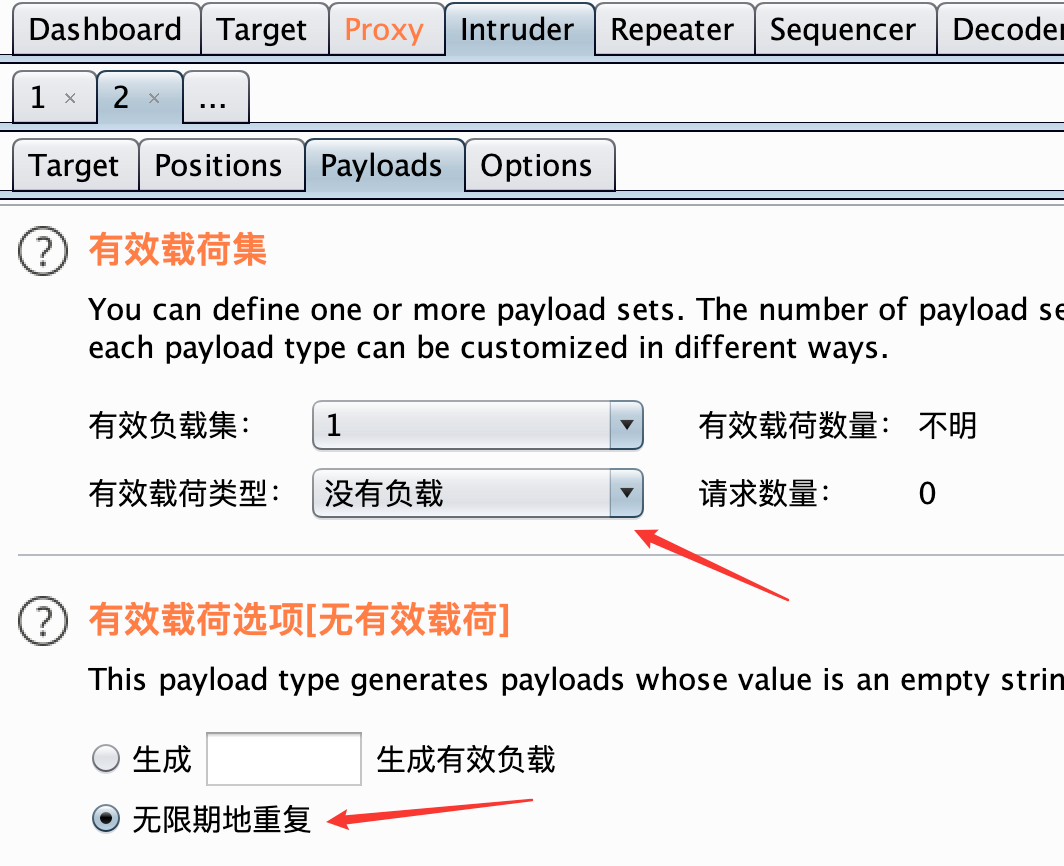 Dashboard Target Proxy Intruder Repeater Sequencer Decoder
1 × 2 × ...
Target Positions Payloads Options
? 有效载荷集
You can define one or more payload sets. The number of payload se
each payload type can be customized in different ways.
有效负载集： 1 有效载荷数量： 不明
有效载荷类型： 没有负载 请求数量： 0
? 有效载荷选项[无有效载荷]
This payload type generates payloads whose value is an empty strin
生成 生成有效负载
无限期地重复